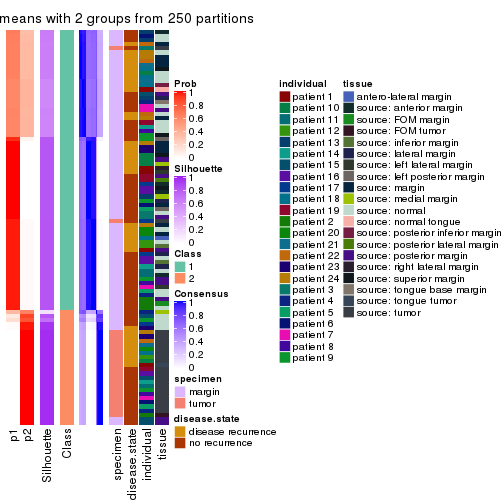 means with 2 groups from 250 partitions
Prob
1
0.8
0.6
0.4
0.2
0
Silhouette
1
0.8
0.6
0.4
0.2
0
Class
1
2
Consensus
1
0.8
0.6
0.4
0.2
0
specimen
margin
tumor
disease.state
disease recurrence
no recurrence
individual
patient 1
patient 10
patient 11
patient 12
patient 13
patient 14
patient 15
patient 16
patient 17
patient 18
patient 19
patient 2
patient 20
patient 21
patient 22
patient 23
patient 24
patient 3
patient 4
patient 5
patient 6
patient 7
patient 8
patient 9
tissue
antero-lateral margin
source: anterior margin
source: FOM margin
source: FOM tumor
source: inferior margin
source: lateral margin
source: left lateral margin
source: left posterior margin
source: margin
source: medial margin
source: normal
source: normal tongue
source: posterior inferior margin
source: posterior lateral margin
source: posterior margin
source: right lateral margin
source: superior margin
source: tongue base margin
source: tongue tumor
source: tumor
p1
p2
Silhouette
Class
specimen
disease.state
individual
tissue